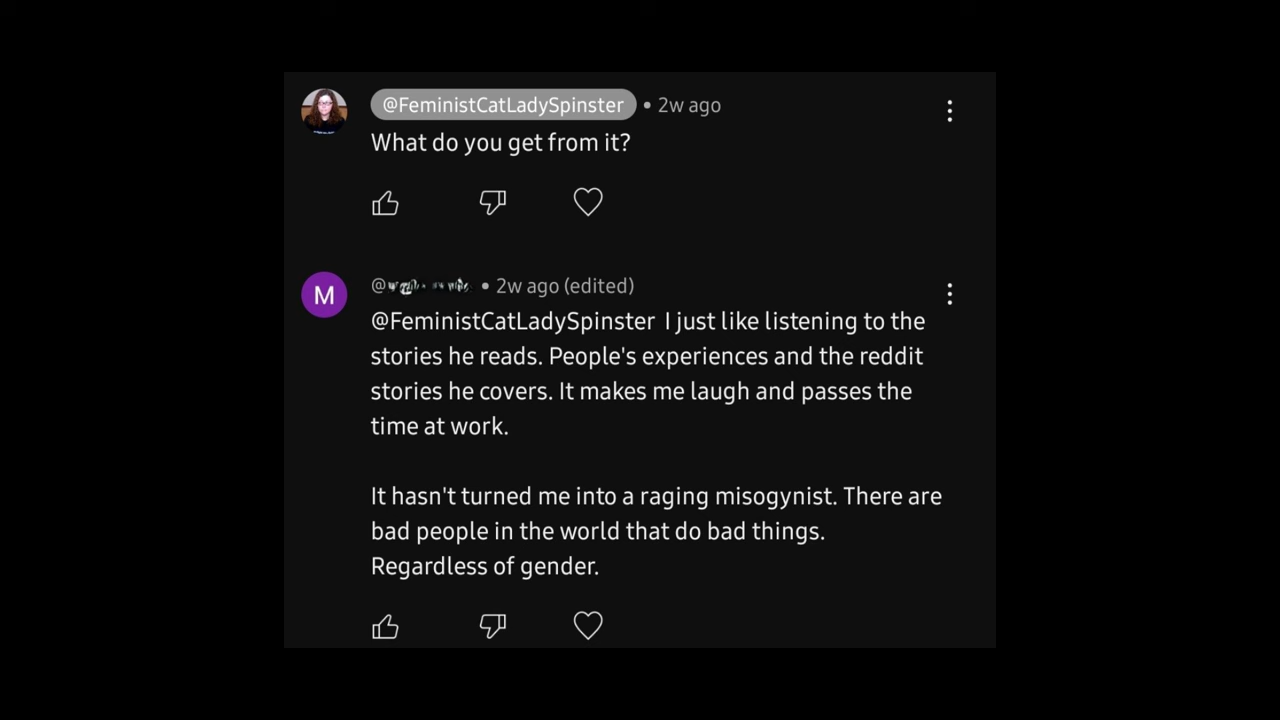 @FeministCatLadySpinster • 2w ago
What do you get from it?
M
@ • 2w ago (edited)
@FeministCatLadySpinster I just like listening to the
stories he reads. People's experiences and the reddit
stories he covers. It makes me laugh and passes the
time at work.
It hasn't turned me into a raging misogynist. There are
bad people in the world that do bad things.
Regardless of gender.